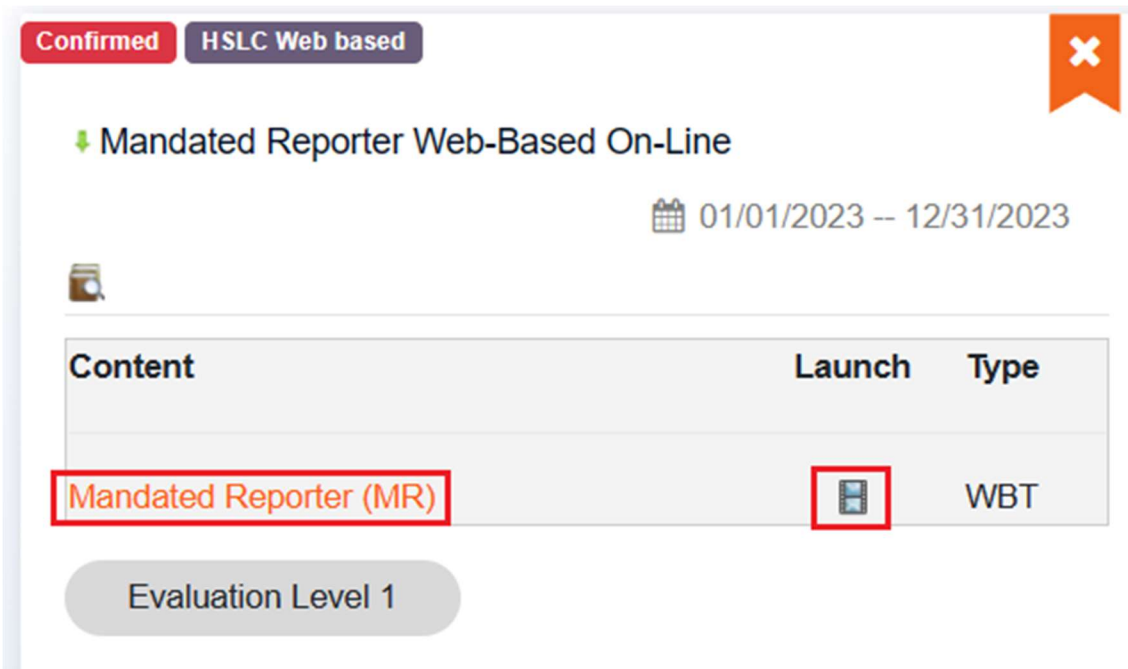 Confirmed HSLC Web based
Mandated Reporter Web-Based On-Line
01/01/2023 -- 12/31/2023
Content Launch Type
Mandated Reporter (MR) WBT
Evaluation Level 1